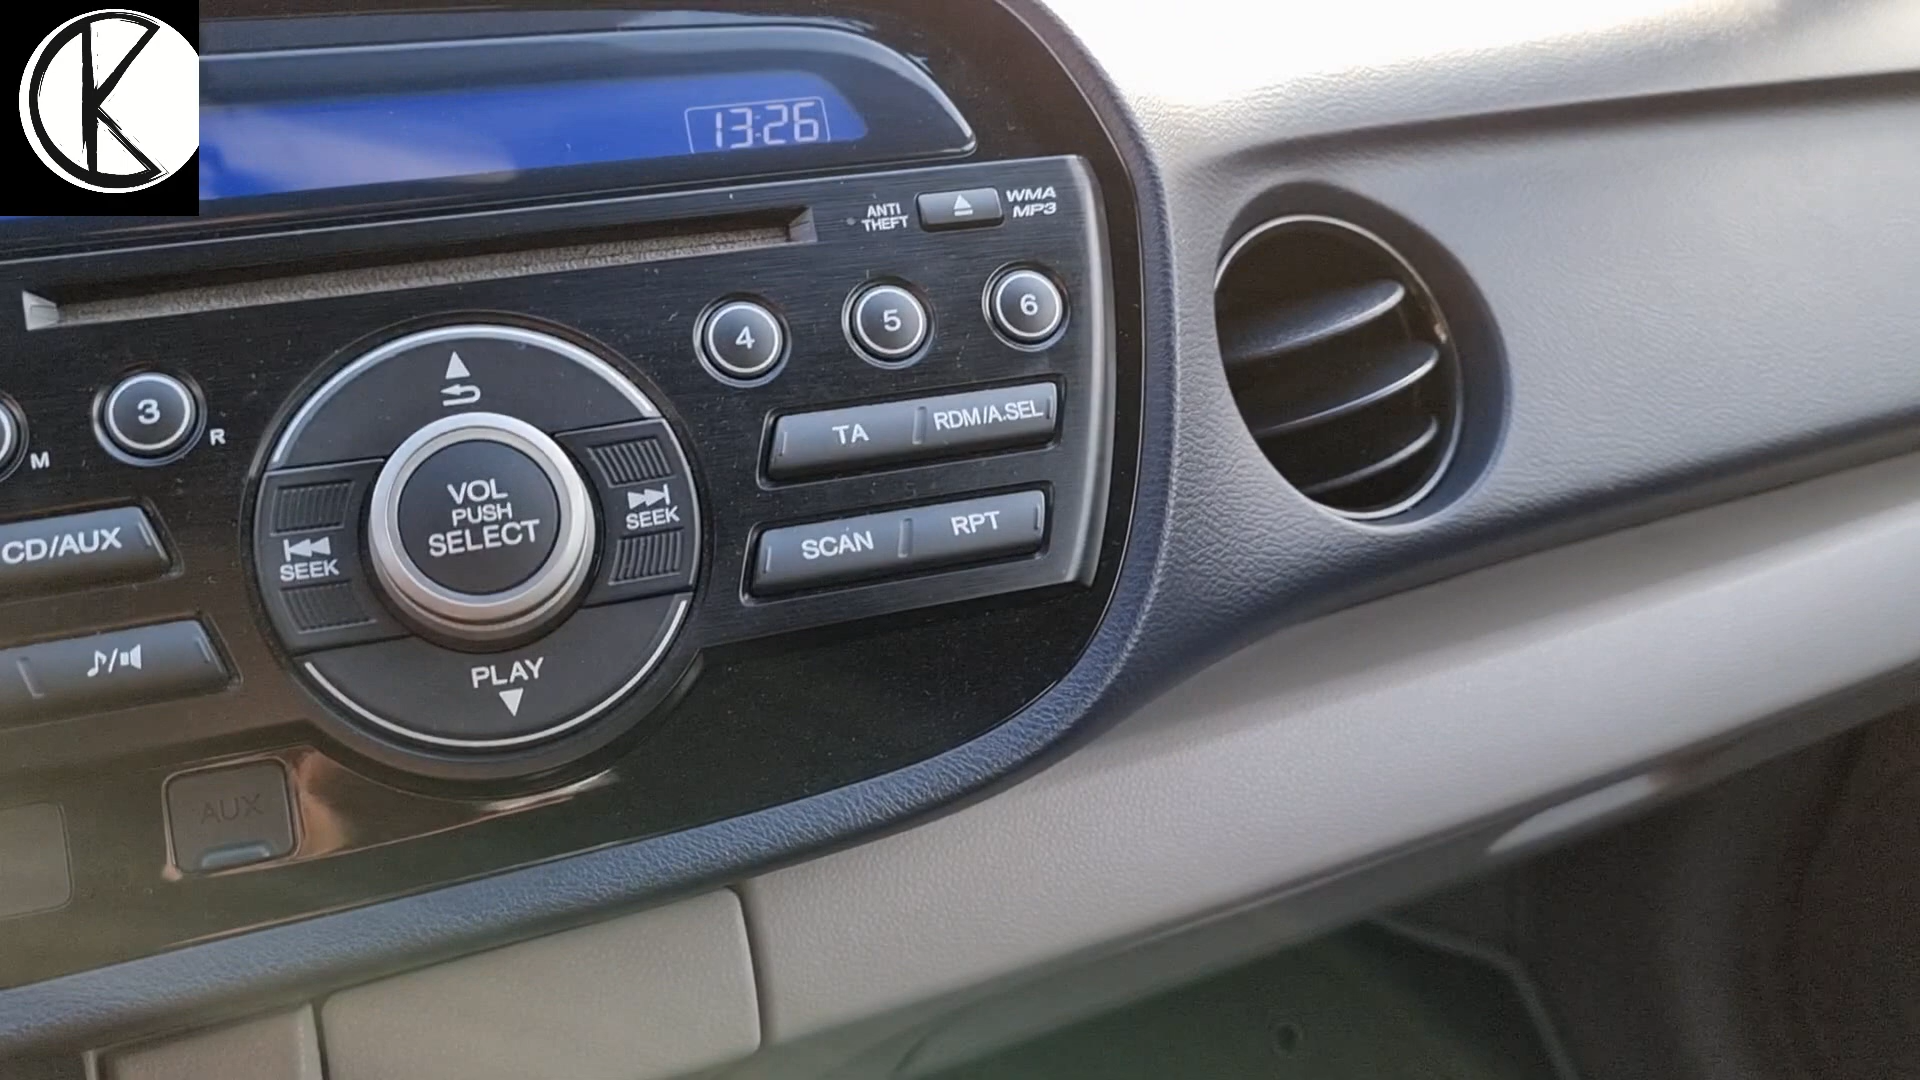 K
13:26
ANTI
THEFT
WMA
MP3
4
5
6
3
R
M
TA
RDM/A.SEL
VOL
PUSH
SELECT
SEEK
SEEK
CD/AUX
SCAN
RPT
PLAY
AUX